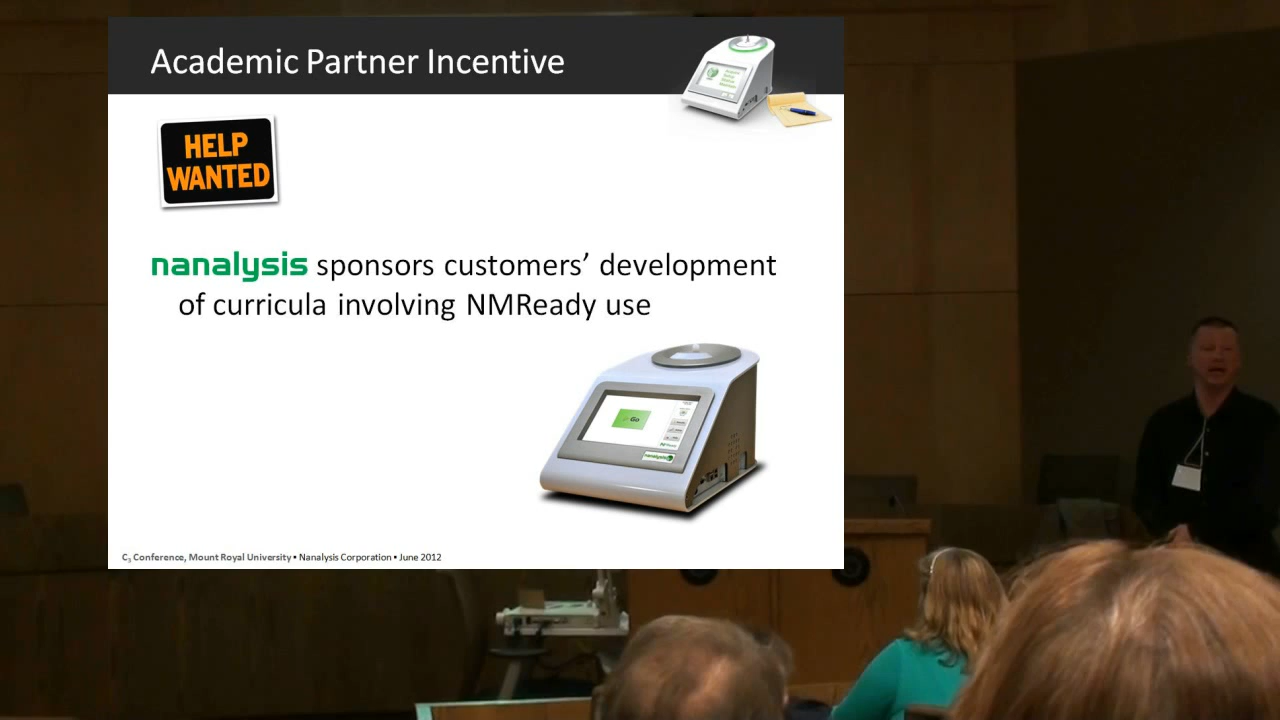 Academic Partner Incentive
HELP
WANTED
nanalysis sponsors customers’ development
of curricula involving NMReady use
Go
nanalysis
C3 Conference, Mount Royal University • Nanalysis Corporation • June 2012